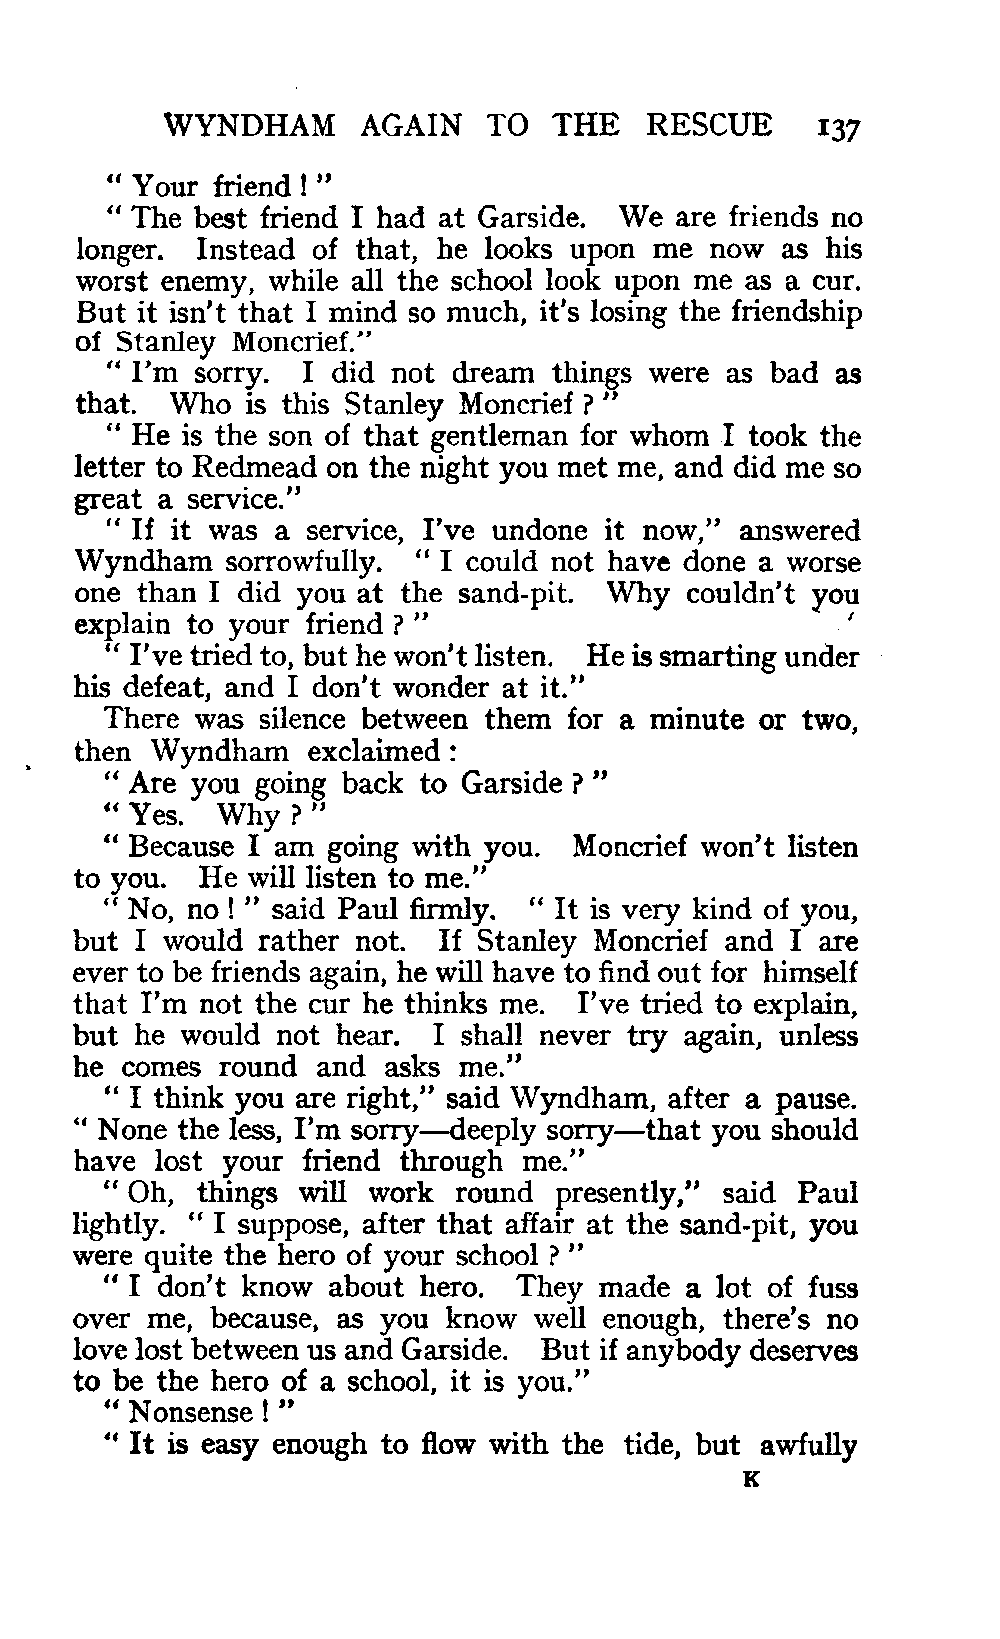 WYNDHAM AGAIN TO THE RESCUE 137
" Your friend ! "
" The best friend I had at Garside. We are friends no
longer. Instead of that, he looks upon me now as his
worst enemy, while all the school look upon me as a cur.
But it isn't that I mind so much, it's losing the friendship
of Stanley Moncrief."
" I'm sorry. I did not dream things were as bad as
that. Who is this Stanley Moncrief ? "
" He is the son of that gentleman for whom I took the
letter to Redmead on the night you met me, and did me so
great a service."
" If it was a service, I've undone it now," answered
Wyndham sorrowfully. " I could not have done a worse
one than I did you at the sand-pit. Why couldn't you
explain to your friend ? "
" I've tried to, but he won't listen. He is smarting under
his defeat, and I don't wonder at it."
There was silence between them for a minute or two,
then Wyndham exclaimed :
" Are you going back to Garside ? "
" Yes. Why ? "
" Because I am going with you. Moncrief won't listen
to you. He will listen to me."
" No, no ! " said Paul firmly. " It is very kind of you,
but I would rather not. If Stanley Moncrief and I are
ever to be friends again, he will have to find out for himself
that I'm not the cur he thinks me. I've tried to explain,
but he would not hear. I shall never try again, unless
he comes round and asks me."
" I think you are right," said Wyndham, after a pause.
" None the less, I'm sorry—deeply sorry—that you should
have lost your friend through me."
" Oh, things will work round presently," said Paul
lightly. " I suppose, after that affair at the sand-pit, you
were quite the hero of your school ? "
" I don't know about hero. They made a lot of fuss
over me, because, as you know well enough, there's no
love lost between us and Garside. But if anybody deserves
to be the hero of a school, it is you."
" Nonsense ! "
" It is easy enough to flow with the tide, but awfully
K